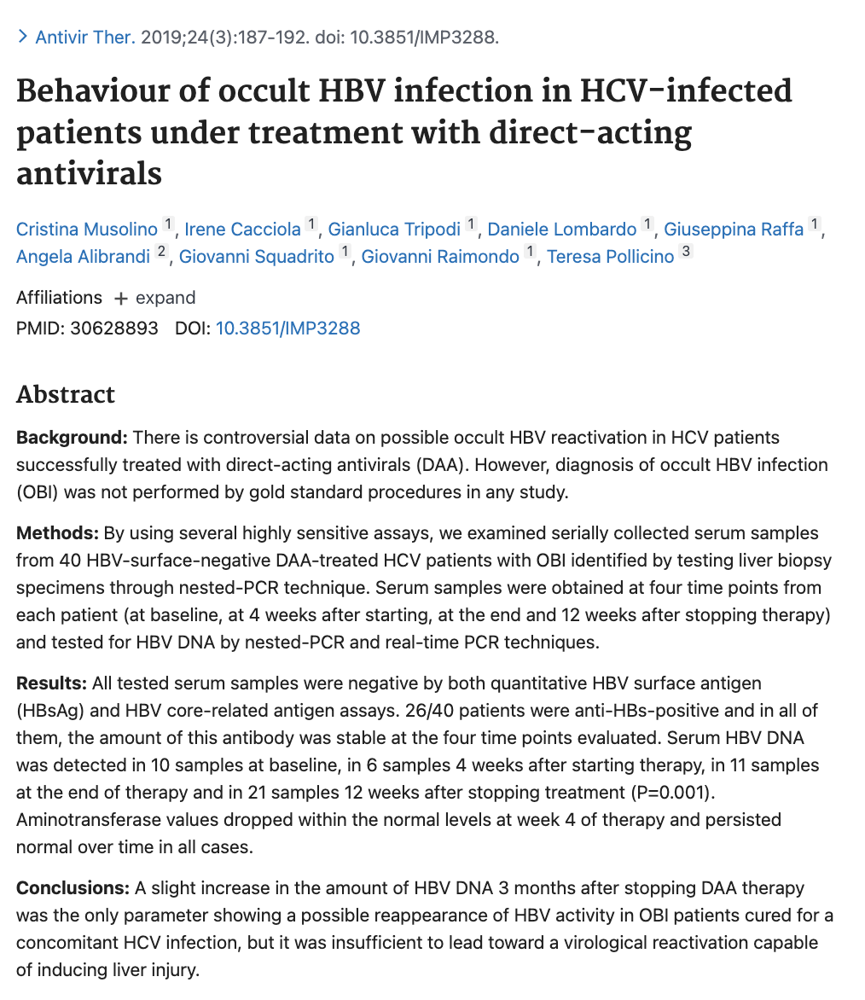 > Antivir Ther. 2019;24(3):187-192. doi: 10.3851/IMP3288.
Behaviour of occult HBV infection in HCV-infected
patients under treatment with direct-acting
antivirals
Cristina Musolino 1, Irene Cacciola 1, Gianluca Tripodi 1, Daniele Lombardo 1, Giuseppina Raffa 1,
Angela Alibrandi 2, Giovanni Squadrito 1, Giovanni Raimondo 1, Teresa Pollicino 3
Affiliations + expand
PMID: 30628893 DOI: 10.3851/IMP3288
Abstract
Background: There is controversial data on possible occult HBV reactivation in HCV patients
successfully treated with direct-acting antivirals (DAA). However, diagnosis of occult HBV infection
(OBI) was not performed by gold standard procedures in any study.
Methods: By using several highly sensitive assays, we examined serially collected serum samples
from 40 HBV-surface-negative DAA-treated HCV patients with OBI identified by testing liver biopsy
specimens through nested-PCR technique. Serum samples were obtained at four time points from
each patient (at baseline, at 4 weeks after starting, at the end and 12 weeks after stopping therapy)
and tested for HBV DNA by nested-PCR and real-time PCR techniques.
Results: All tested serum samples were negative by both quantitative HBV surface antigen
(HBsAg) and HBV core-related antigen assays. 26/40 patients were anti-HBs-positive and in all of
them, the amount of this antibody was stable at the four time points evaluated. Serum HBV DNA
was detected in 10 samples at baseline, in 6 samples 4 weeks after starting therapy, in 11 samples
at the end of therapy and in 21 samples 12 weeks after stopping treatment (P=0.001).
Aminotransferase values dropped within the normal levels at week 4 of therapy and persisted
normal over time in all cases.
Conclusions: A slight increase in the amount of HBV DNA 3 months after stopping DAA therapy
was the only parameter showing a possible reappearance of HBV activity in OBI patients cured for a
concomitant HCV infection, but it was insufficient to lead toward a virological reactivation capable
of inducing liver injury.